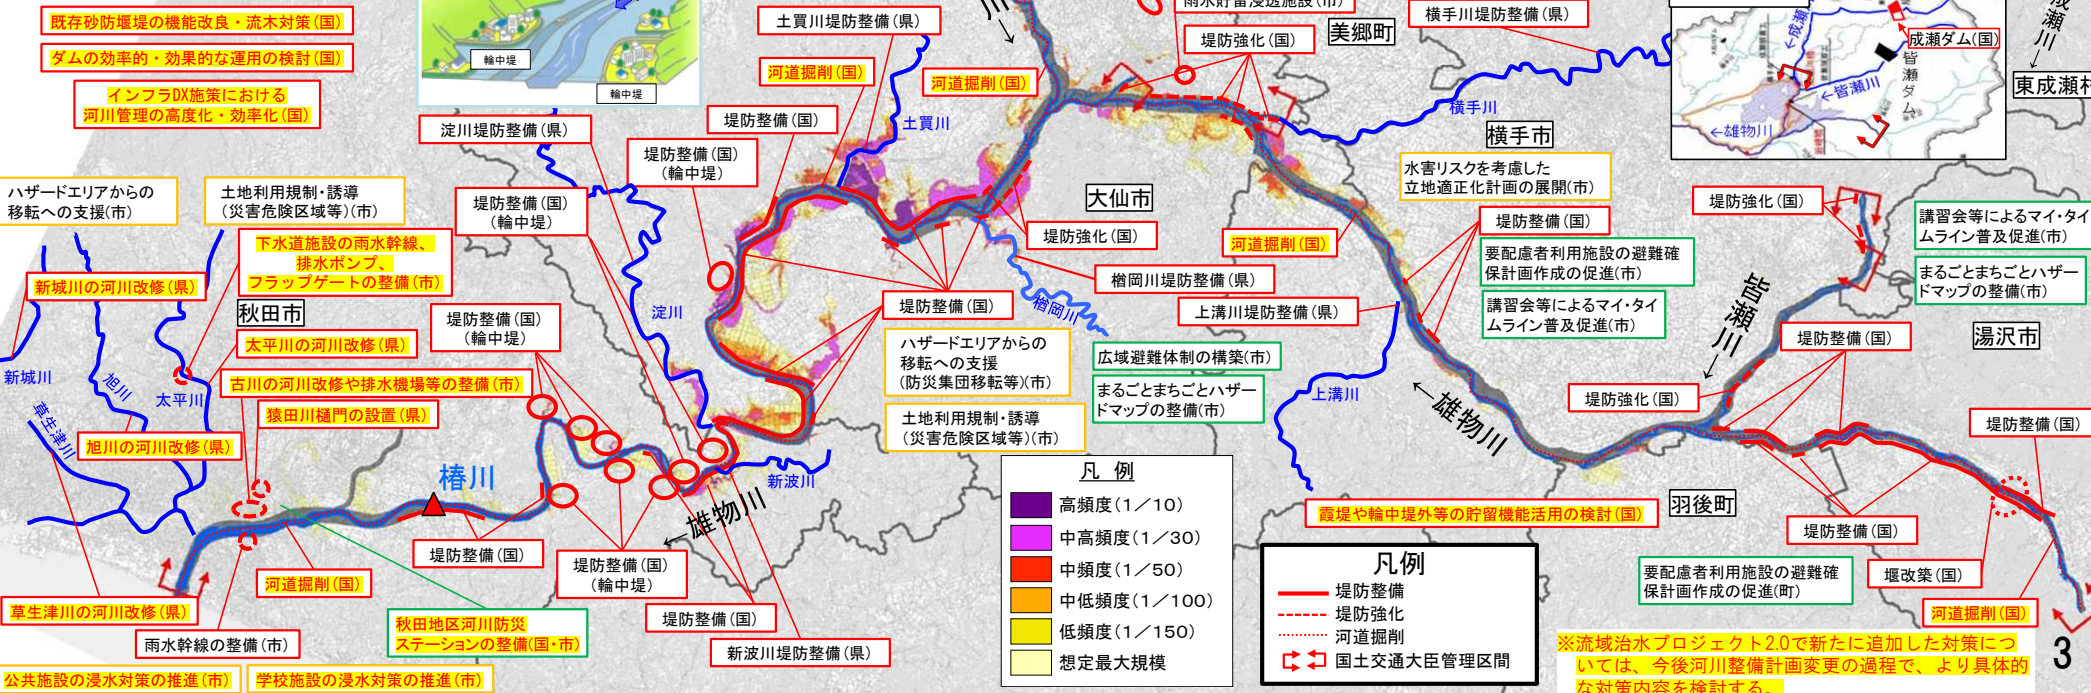 既存砂防堰堤の機能改良・流木対策(国)
ダムの効率的・効果的な運用の検討(国)
インフラDX施策における
河川管理の高度化・効率化(国)
輪中堤
輪中堤
土買川堤防整備(県)
河道掘削(国)
堤防整備(国)
淀川堤防整備(県)
堤防整備(国)
(輪中堤)
堤防整備(国)
(輪中堤)
土買川
河道掘削(国)
雨水貯留浸透施設(市)
堤防強化(国)
美郷町
横手川堤防整備(県)
横手川
横手市
水害リスクを考慮した
立地適正化計画の展開(市)
成瀬ダム(国)
←成瀬川
皆瀬ダム
←皆瀬川
←雄物川
成瀬川→
東成瀬村
ハザードエリアからの
移転への支援(市)
土地利用規制・誘導
(災害危険区域等)(市)
下水道施設の雨水幹線、
排水ポンプ、
フラップゲートの整備(市)
新城川の河川改修(県)
秋田市
太平川の河川改修(県)
古川の河川改修や排水機場等の整備(市)
猿田川樋門の設置(県)
旭川の河川改修(県)
新城川
旭川
太平川
草生津川
堤防整備(国)
(輪中堤)
淀川
大仙市
堤防強化(国)
楢岡川堤防整備(県)
楢岡川
堤防整備(国)
ハザードエリアからの
移転への支援
(防災集団移転等)(市)
土地利用規制・誘導
(災害危険区域等)(市)
広域避難体制の構築(市)
まるごとまちごとハザー
ドマップの整備(市)
河道掘削(国)
堤防整備(国)
要配慮者利用施設の避難確
保計画作成の促進(市)
講習会等によるマイ・タイ
ムライン普及促進(市)
上溝川堤防整備(県)
上溝川
←雄物川
堤防強化(国)
講習会等によるマイ・タイ
ムライン普及促進(市)
まるごとまちごとハザー
ドマップの整備(市)
皆瀬川→
湯沢市
堤防整備(国)
堤防強化(国)
堤防整備(国)
羽後町
堤防整備(国)
堰改築(国)
河道掘削(国)
要配慮者利用施設の避難確
保計画作成の促進(町)
霞堤や輪中堤外等の貯留機能活用の検討(国)
椿川
新波川
←雄物川
堤防整備(国)
堤防整備(国)
(輪中堤)
堤防整備(国)
新波川堤防整備(県)
河道掘削(国)
草生津川の河川改修(県)
雨水幹線の整備(市)
秋田地区河川防災
ステーションの整備(国・市)
公共施設の浸水対策の推進(市)
学校施設の浸水対策の推進(市)
凡 例
高頻度(1/10)
中高頻度(1/30)
中頻度(1/50)
中低頻度(1/100)
低頻度(1/150)
想定最大規模
凡例
堤防整備
堤防強化
河道掘削
国土交通大臣管理区間
※流域治水プロジェクト2.0で新たに追加した対策につ
いては、今後河川整備計画変更の過程で、より具体的
な対策内容を検討する。
3